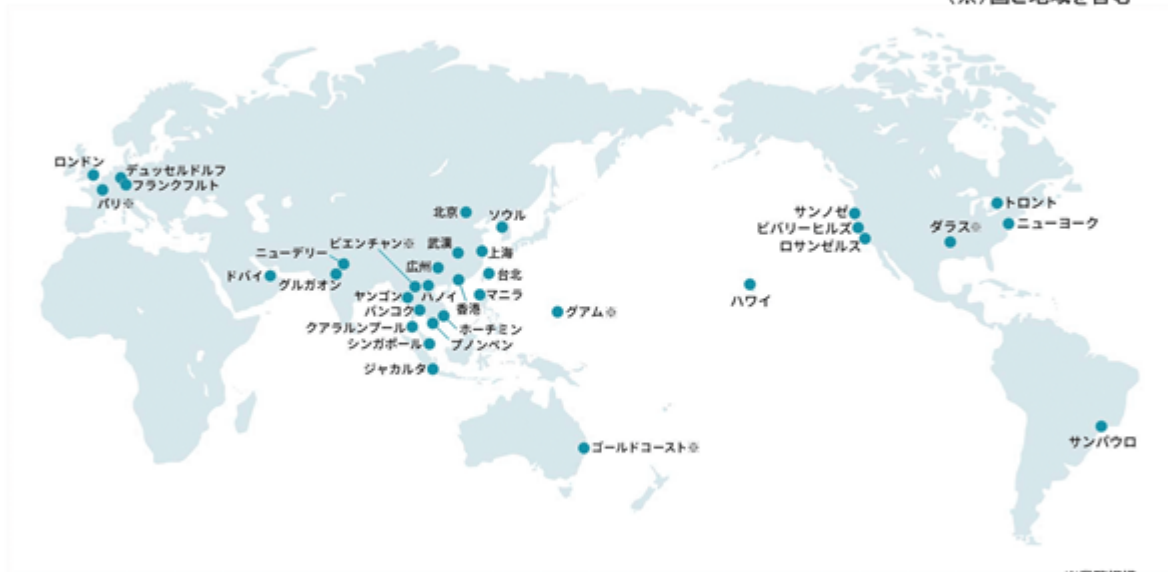 ロンドン
デュッセルドルフ
フランクフルト
パリ※
北京
ソウル
ビエンチャン※
武漢
ニューデリー
上海
広州
ドバイ
グルガオン
台北
ヤンゴン
ハノイ
香港
マニラ
バンコク
クアラルンプール
ホーチミン
シンガポール
プノンペン
ジャカルタ
グアム※
ゴールドコースト※
ハワイ
サンノゼ
ビバリーヒルズ
ロサンゼルス
ダラス※
トロント
ニューヨーク
サンパウロ